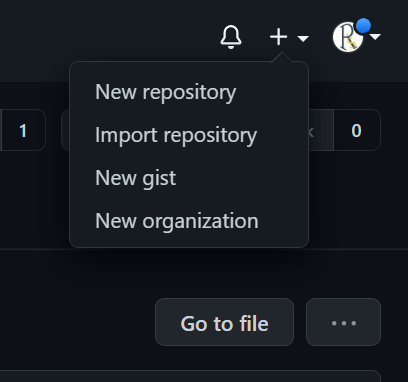 New repository
Import repository
New gist
New organization
1
0
Go to file